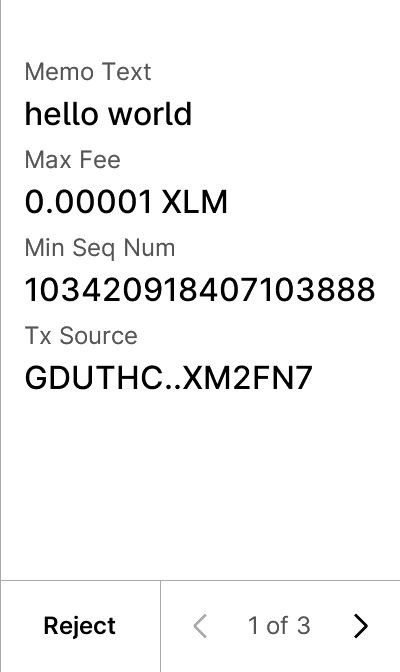 Memo Text
hello world
Max Fee
0.00001 XLM
Min Seq Num
103420918407103888
Tx Source
GDUTHC..XM2FN7
Reject
1 of 3